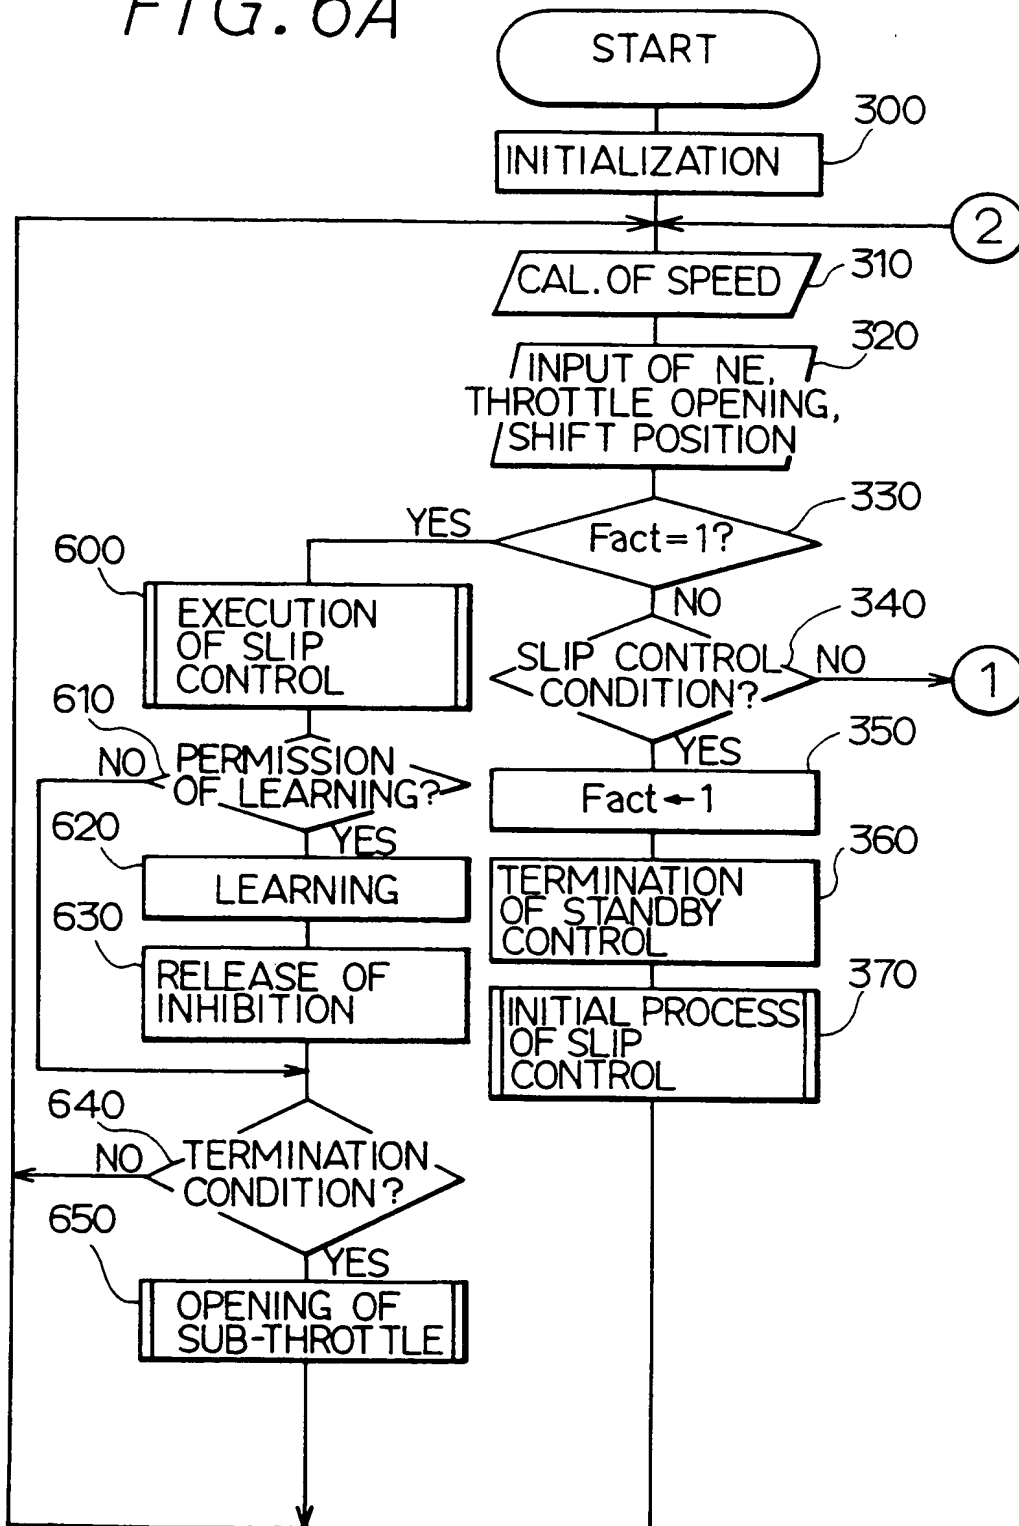 FIG. 6A
START
300
INITIALIZATION
2
310
CAL. OF SPEED
320
INPUT OF NE,
THROTTLE OPENING,
SHIFT POSITION
330
YES
Fact=1?
600
NO
340
EXECUTION
OF SLIP
CONTROL
SLIP CONTROL
CONDITION?
NO
1
610
350
NO
PERMISSION
OF LEARNING?
YES
Fact←1
620
YES
360
LEARNING
TERMINATION
OF STANDBY
CONTROL
630
RELEASE OF
INHIBITION
370
INITIAL PROCESS
OF SLIP
CONTROL
640
NO
TERMINATION
CONDITION?
650
YES
OPENING OF
SUB-THROTTLE